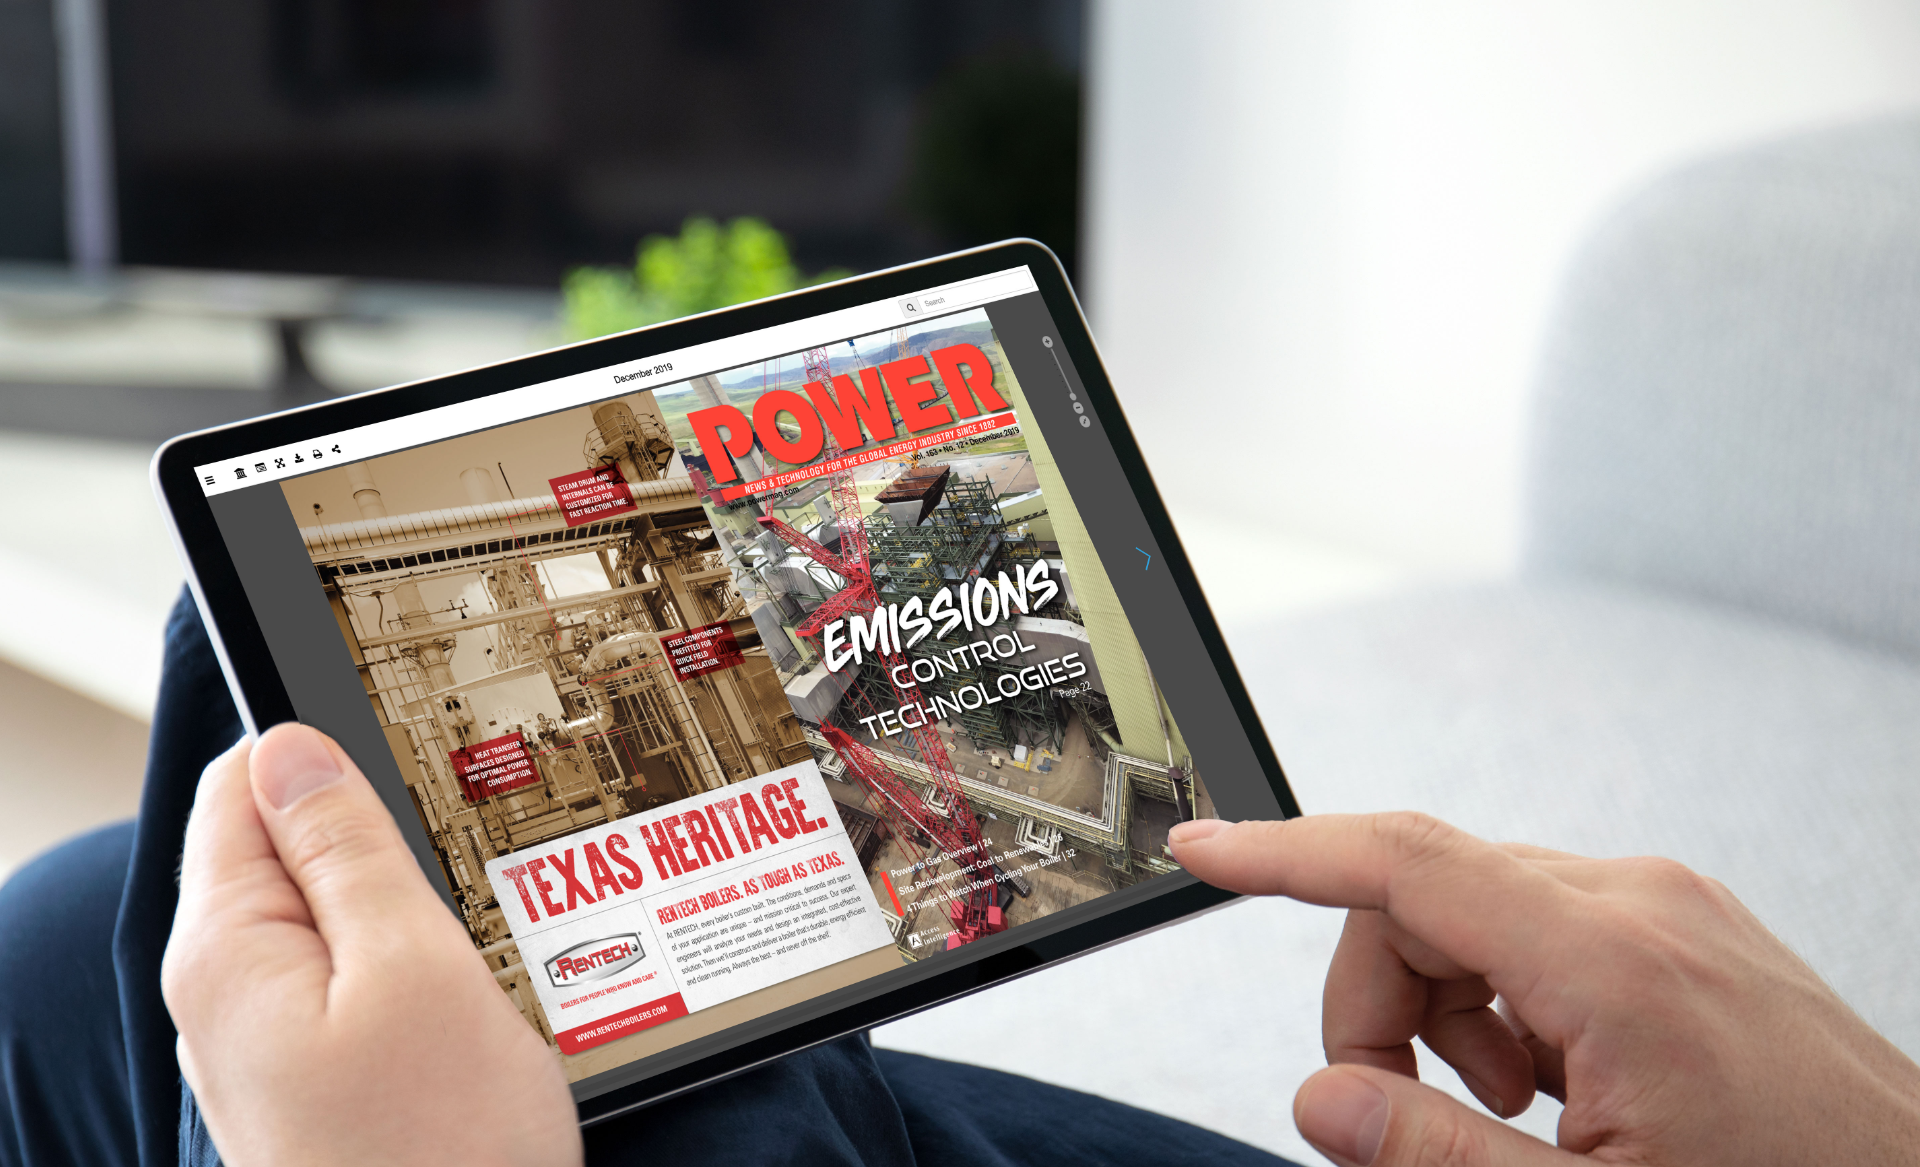 Search
December 2019
STEAM DRUM AND
INTERNALS CAN BE
CUSTOMIZED FOR
FAST REACTION TIME.
STEEL COMPONENTS
PREFITTED FOR
QUICK FIELD
INSTALLATION.
HEAT TRANSFER
SURFACES DESIGNED
FOR OPTIMAL POWER
CONSUMPTION.
TEXAS HERITAGE.
RENTECH BOILERS. AS TOUGH AS TEXAS.
At RENTECH, every boiler's custom built. The conditions, demands and specs
of your application are unique – and mission critical to success. Our expert
engineers will analyze your needs and design an integrated, cost-effective
solution. Then we'll construct and deliver a boiler that's durable, energy efficient
and clean running. Always the best – and never off the shelf.
RENTECH
BOILERS FOR PEOPLE WHO KNOW AND CARE®
WWW.RENTECHBOILERS.COM
POWER
NEWS & TECHNOLOGY FOR THE GLOBAL ENERGY INDUSTRY SINCE 1882
www.powermag.com
Vol. 163 • No. 12 • December 2019
EMISSIONS
CONTROL
TECHNOLOGIES
Page 22
Power to Gas Overview | 24
Site Redevelopment: Coal to
4 Things to Watch When Cycling Your Boiler | 32
Access
Intelligence